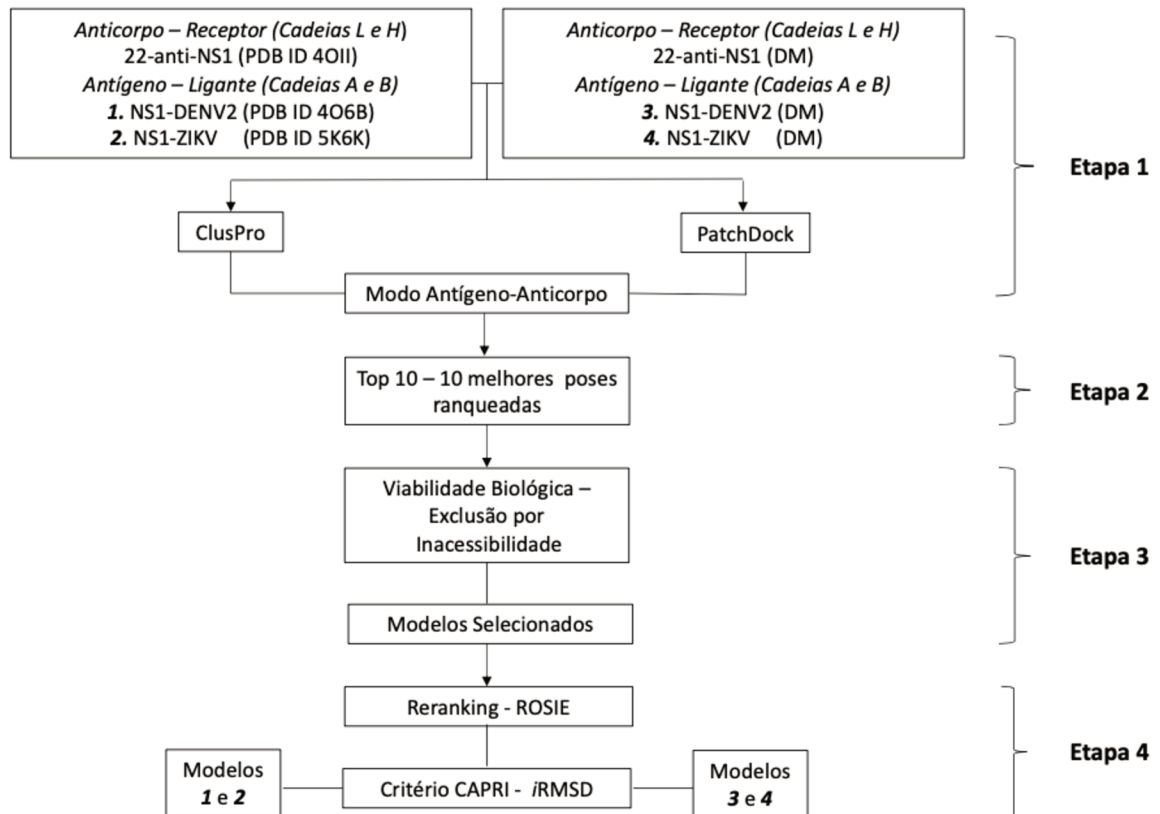 Anticorpo – Receptor (Cadeias L e H)
22-anti-NS1 (PDB ID 4OII)
Antígeno – Ligante (Cadeias A e B)
1. NS1-DENV2 (PDB ID 4O6B)
2. NS1-ZIKV (PDB ID 5K6K)
Anticorpo – Receptor (Cadeias L e H)
22-anti-NS1 (DM)
Antígeno – Ligante (Cadeias A e B)
3. NS1-DENV2 (DM)
4. NS1-ZIKV (DM)
Etapa 1
ClusPro
PatchDock
Modo Antígeno-Anticorpo
Top 10 – 10 melhores poses
ranqueadas
Etapa 2
Viabilidade Biológica –
Exclusão por
Inacessibilidade
Etapa 3
Modelos Selecionados
Reranking - ROSIE
Etapa 4
Modelos
1 e 2
Critério CAPRI - iRMSD
Modelos
3 e 4